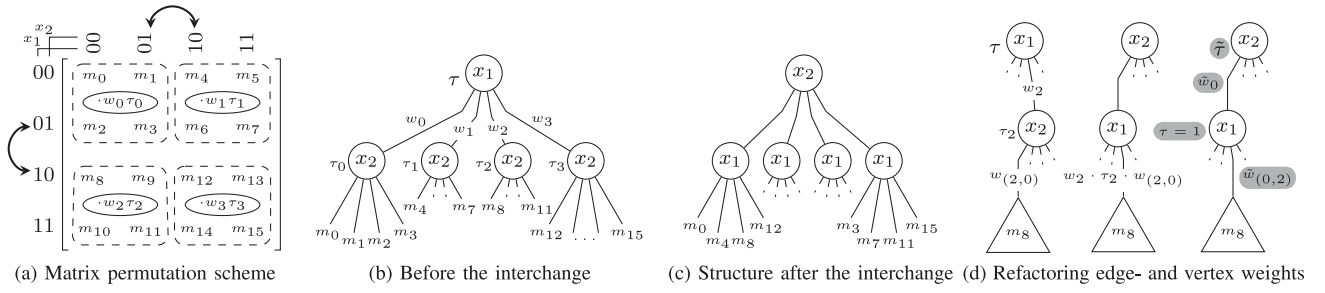 x₂
x₁
00 01 10 11
00
01
10
11
m₀ m₁ m₄ m₅
·w₀τ₀ ·w₁τ₁
m₂ m₃ m₆ m₇
m₈ m₉ m₁₂ m₁₃
·w₂τ₂ ·w₃τ₃
m₁₀ m₁₁ m₁₄ m₁₅
(a) Matrix permutation scheme
τ x₁
w₀ w₁ w₂ w₃
τ₀ x₂ τ₁ x₂ τ₂ x₂ τ₃ x₂
m₄ m₇ m₈ m₁₁
m₀ m₃ m₁₂ m₁₅
m₁ m₂ ...
(b) Before the interchange
x₂
x₁ x₁ x₁ x₁
m₀ m₁₂ m₃ m₁₅
m₄ m₈ m₇ m₁₁
(c) Structure after the interchange
τ x₁
w₂
τ₂ x₂
w₍₂,₀₎
m₈
x₂
x₁
w₂ · τ₂ · w₍₂,₀₎
m₈
x₂
τ̃
w̃₀
τ = 1 x₁
w̃₍₀,₂₎
m₈
(d) Refactoring edge- and vertex weights